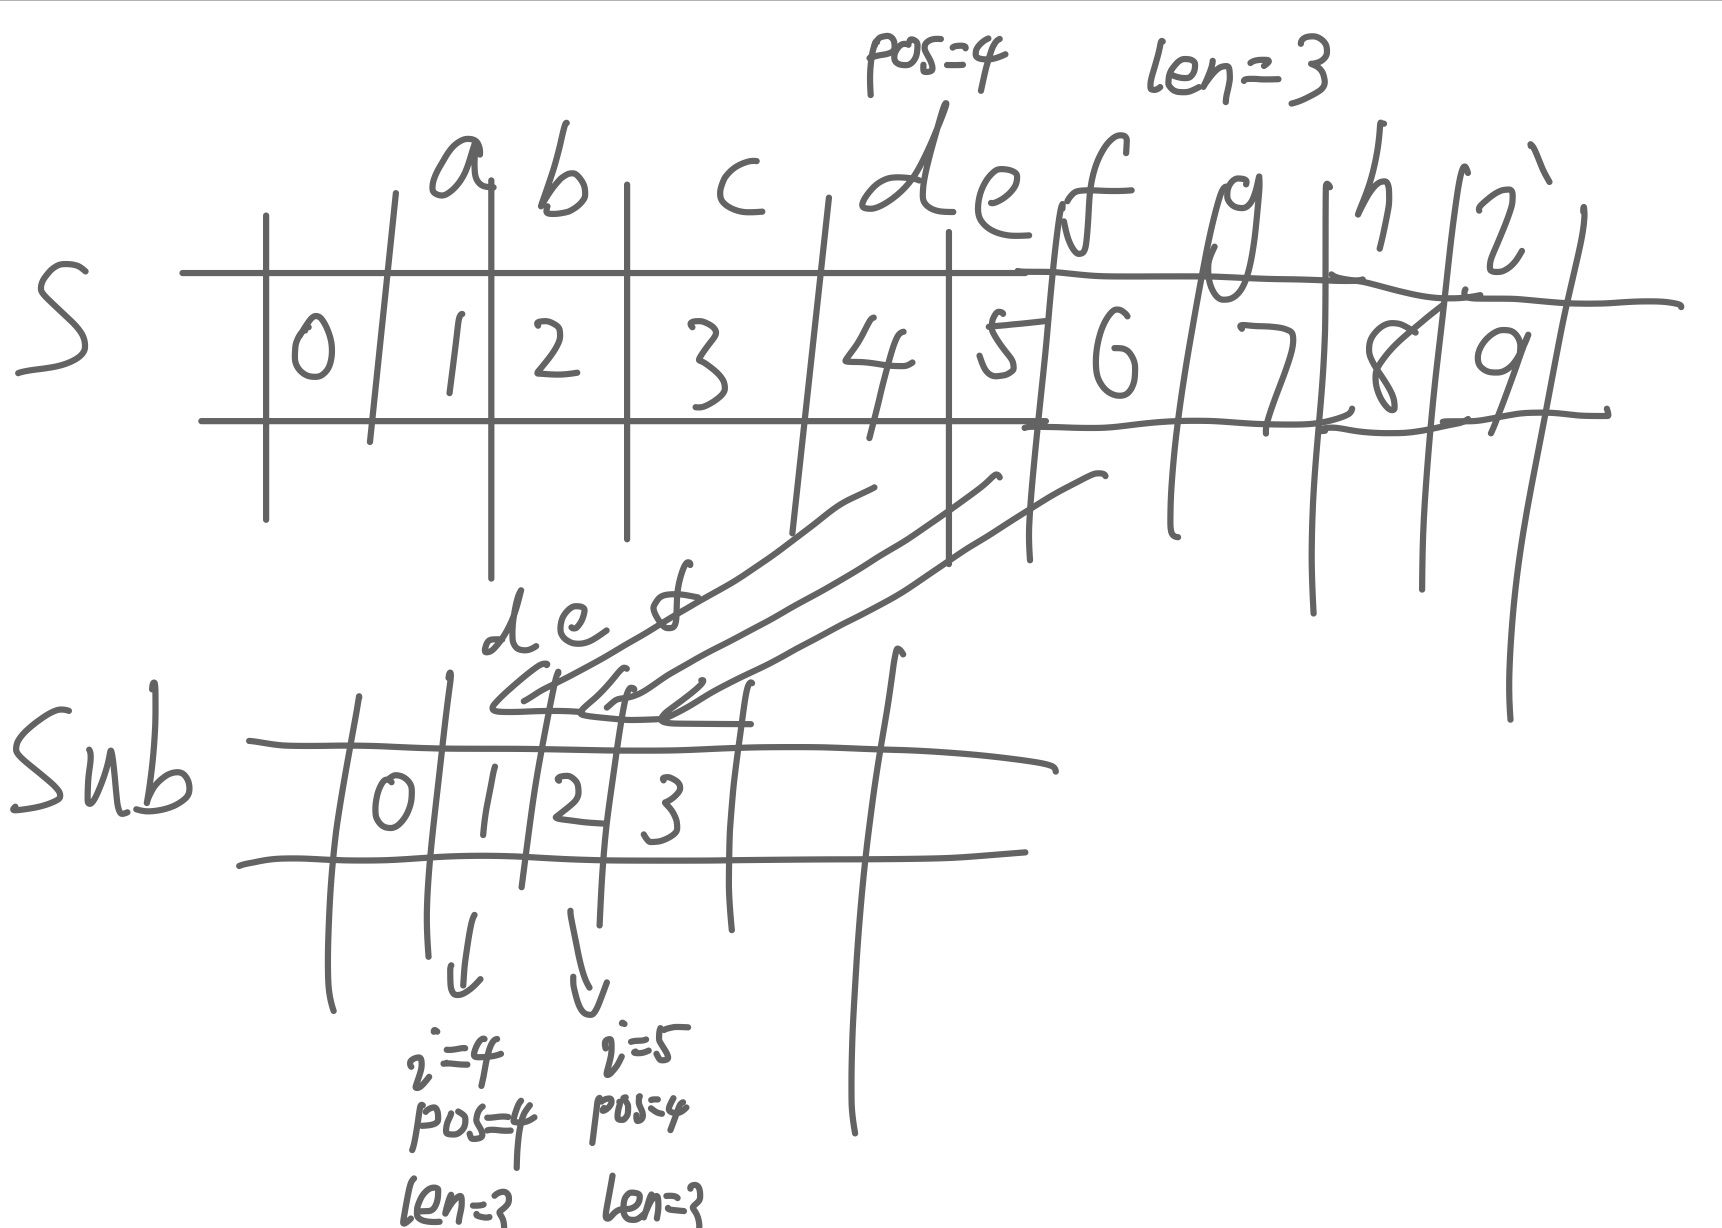 pos=4 len=3
a b c d e f g h i
S 0 1 2 3 4 5 6 7 8 9
d e f
Sub 0 1 2 3
i=4 i=5
pos=4 pos=4
len=3 len=3